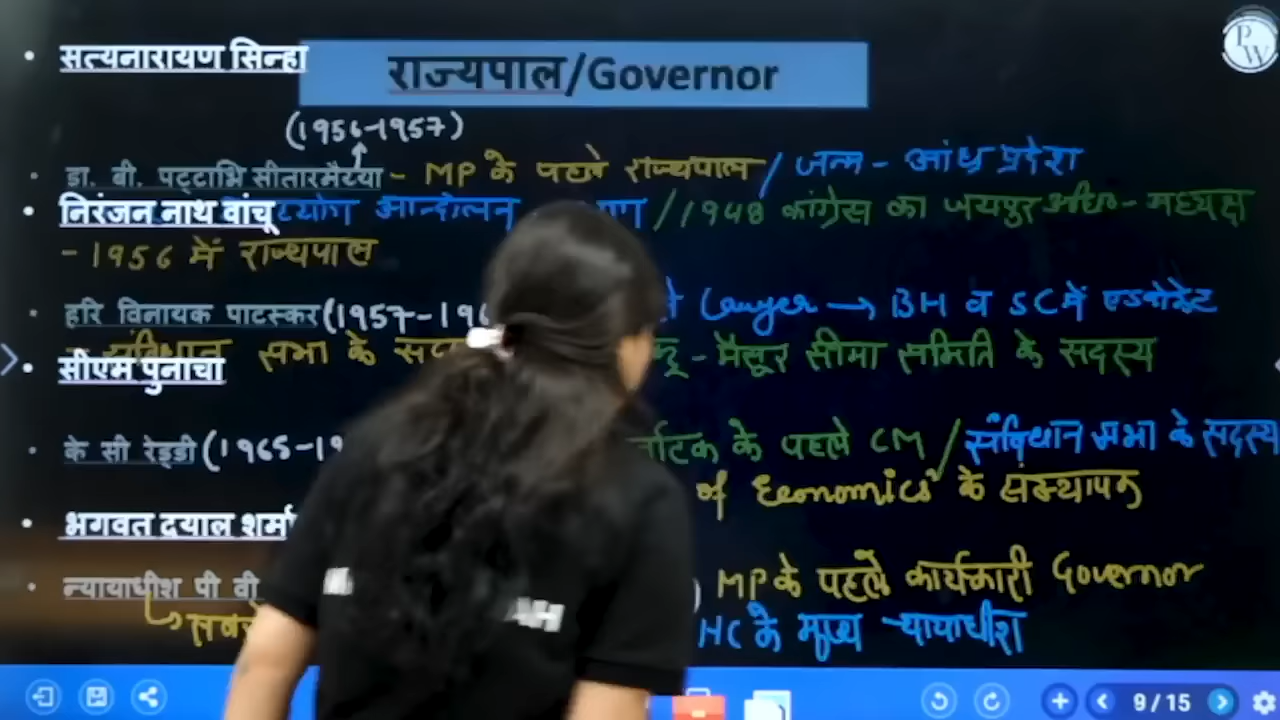 सत्यनारायण सिन्हा
राज्यपाल/Governor
PW
(1956-1957)
डा. बी. पट्टाभि सीतारमैय्या - MP के पहले राज्यपाल / जन्म - आंध्र प्रदेश
निरंजन नाथ वांचू आन्दोलन / 1948 कांग्रेस का जयपुर अधि - अध्यक्ष
- 1956 में राज्यपाल
हरि विनायक पाटस्कर (1957-196 Lawyer → BH व SC में एडवोकेट
संविधान सभा के - मैसूर सीमा समिति के सदस्य
सीएम पुनाचा
के सी रेड्डी (1965-19 के पहले CM / संविधान सभा के सदस्य
of Economics के संस्थापक
भगवत दयाल शर्मा
न्यायाधीश पी वी ) MP के पहले कार्यकारी Governor
HC के मुख्य न्यायाधीश
9 / 15